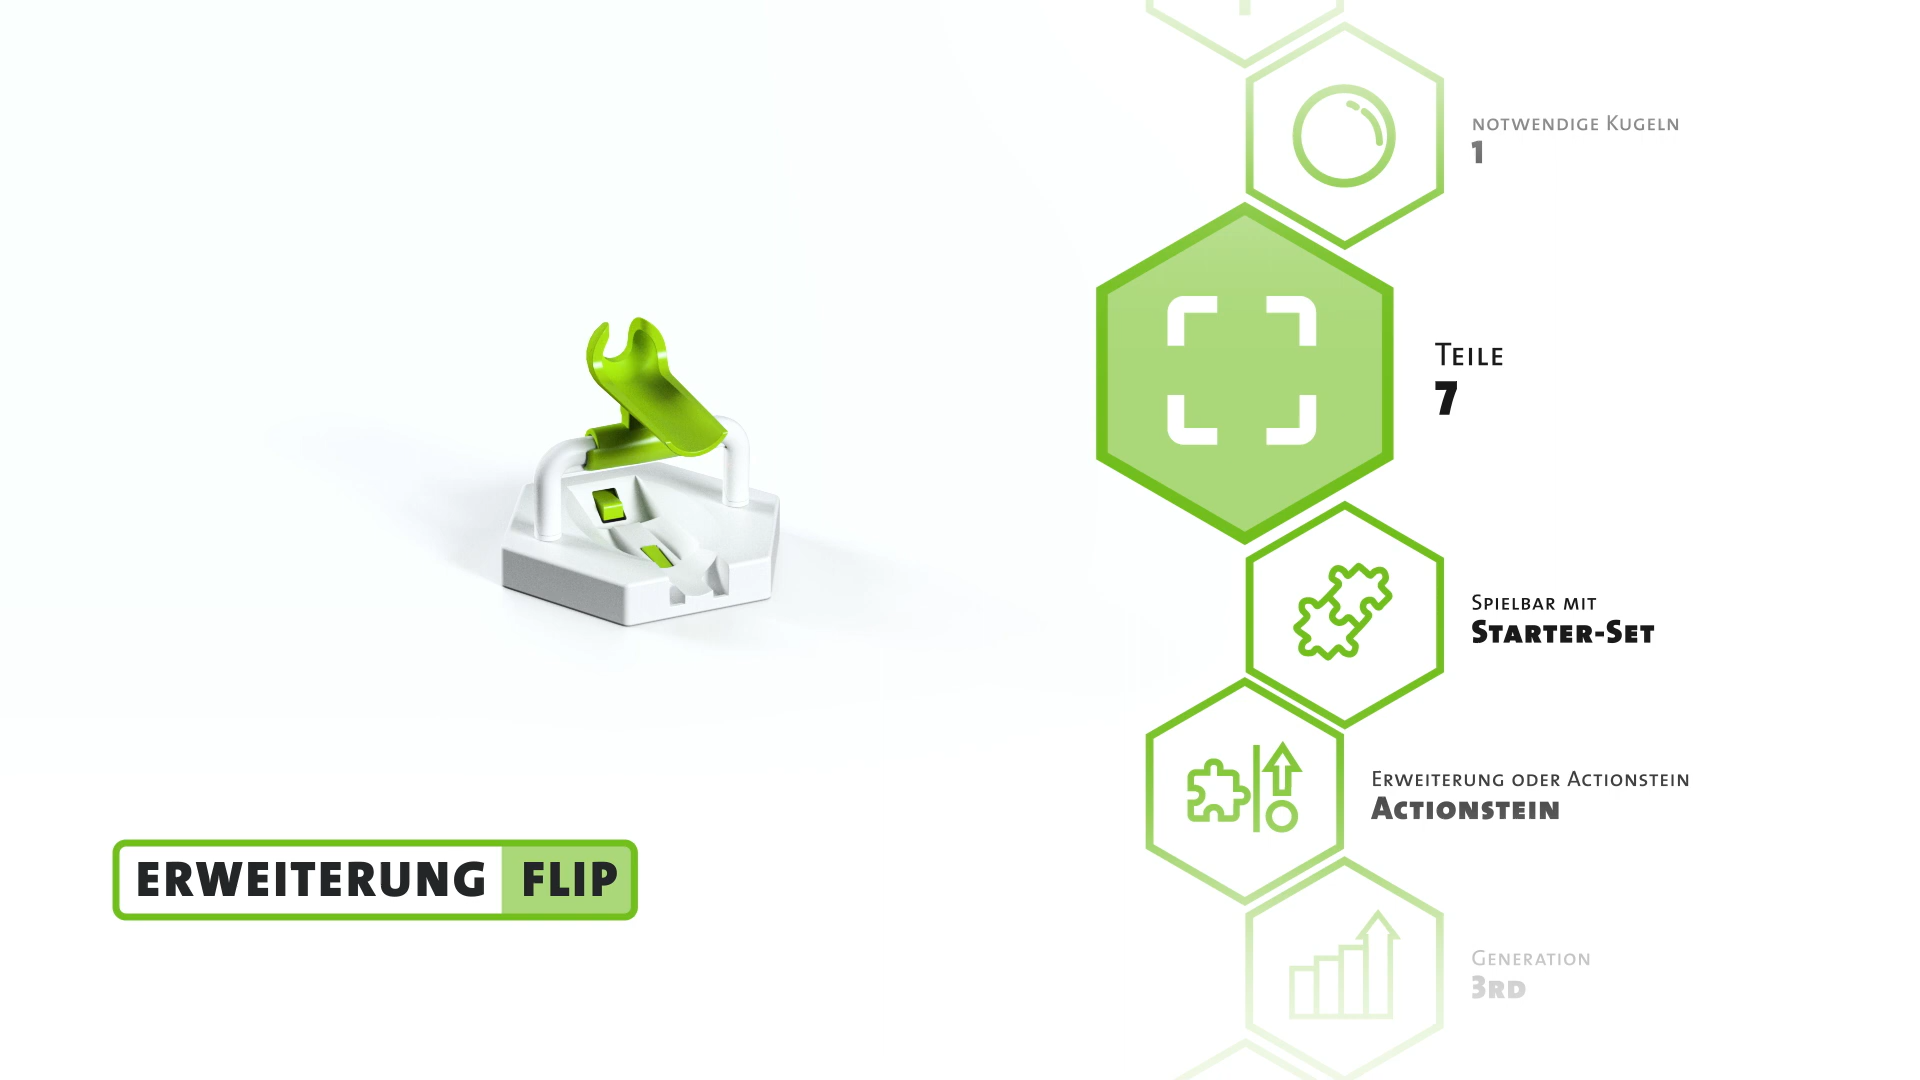 NOTWENDIGE KUGELN
1
TEILE
7
SPIELBAR MIT
STARTER-SET
ERWEITERUNG ODER ACTIONSTEIN
ACTIONSTEIN
ERWEITERUNG FLIP
GENERATION
3RD